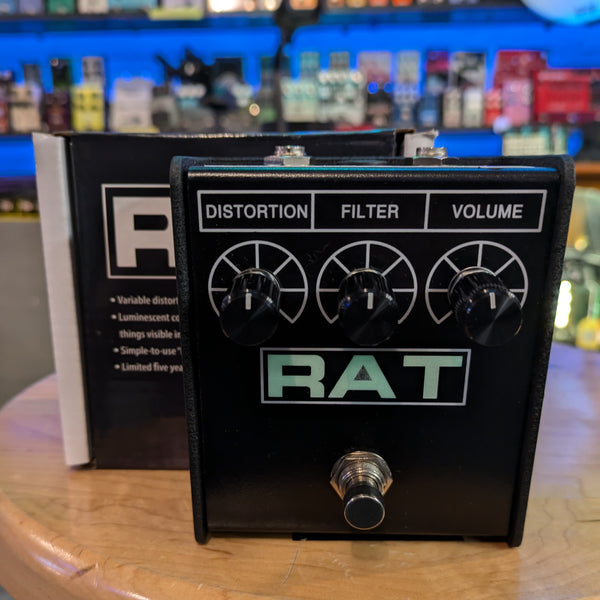 DISTORTION FILTER VOLUME
RAT
R
• Variable distort
• Luminescent co
things visible in
• Simple-to-use "
• Limited five yea